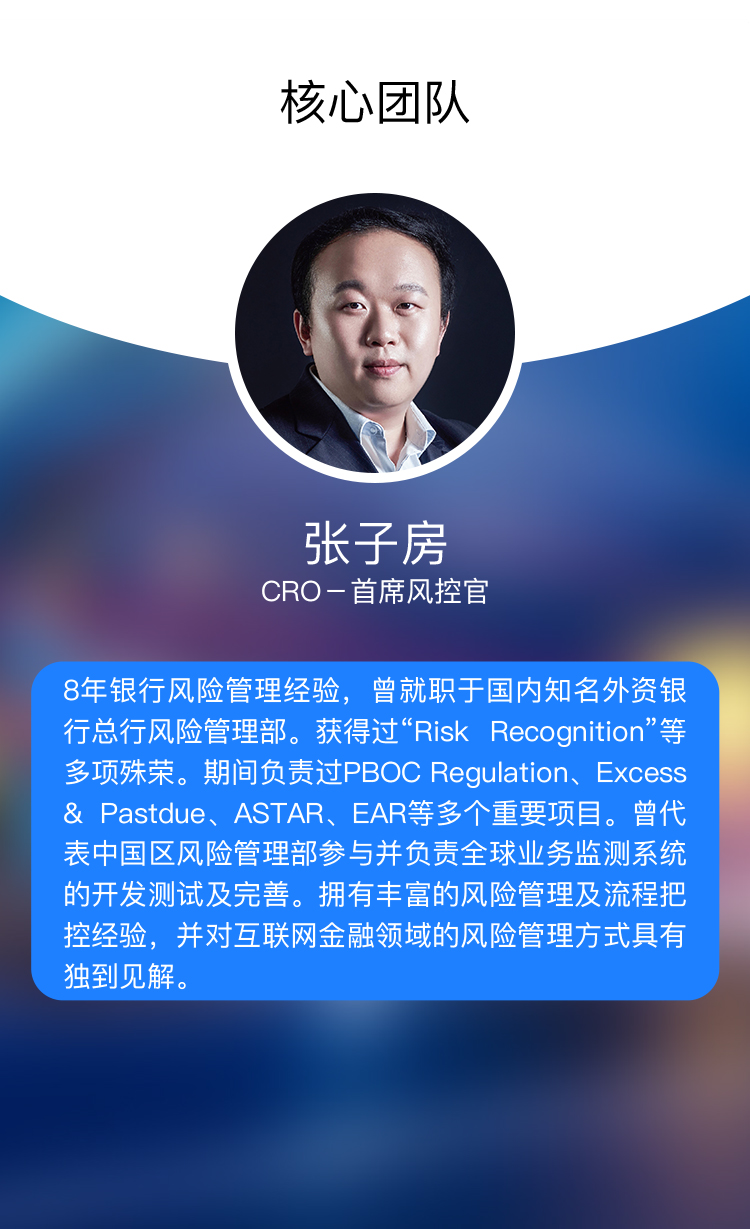 核心团队
张子房
CRO－首席风控官
8年银行风险管理经验，曾就职于国内知名外资银
行总行风险管理部。获得过“Risk Recognition”等
多项殊荣。期间负责过PBOC Regulation、Excess
& Pastdue、ASTAR、EAR等多个重要项目。曾代
表中国区风险管理部参与并负责全球业务监测系统
的开发测试及完善。拥有丰富的风险管理及流程把
控经验，并对互联网金融领域的风险管理方式具有
独到见解。